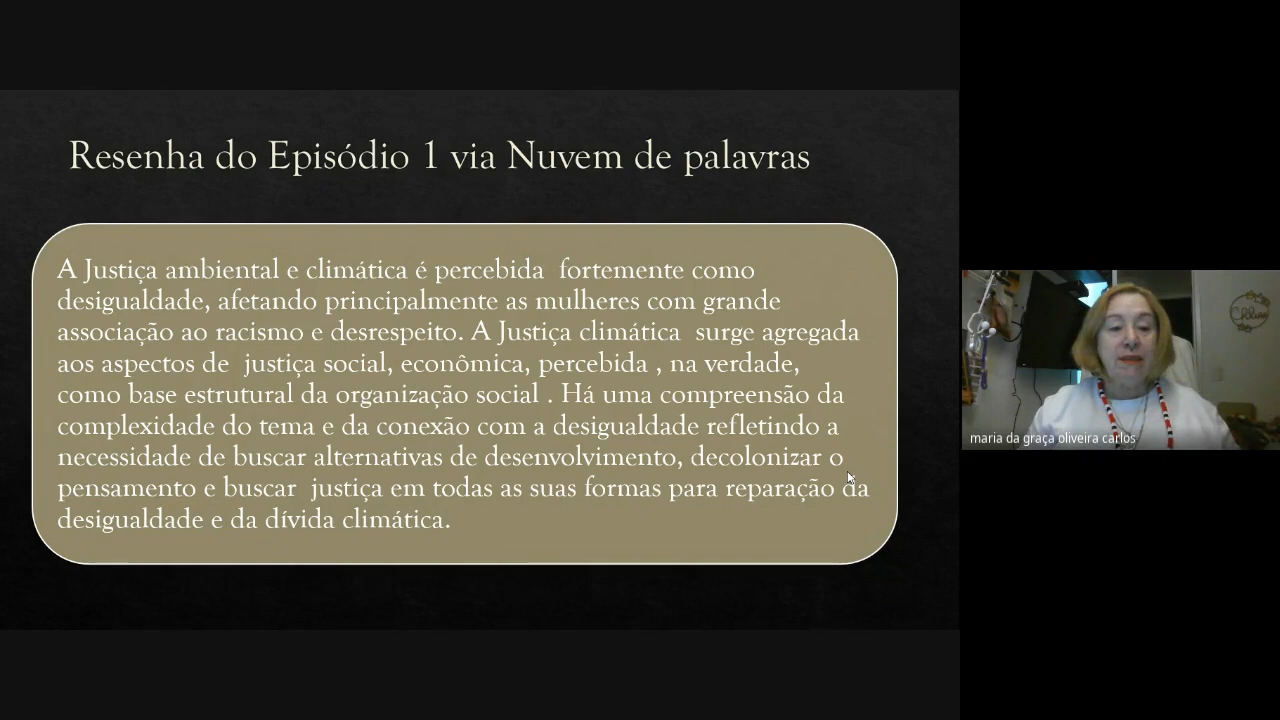 Resenha do Episódio 1 via Nuvem de palavras
A Justiça ambiental e climática é percebida  fortemente como
desigualdade, afetando principalmente as mulheres com grande
associação ao racismo e desrespeito. A Justiça climática  surge agregada
aos aspectos de  justiça social, econômica, percebida , na verdade,
como base estrutural da organização social . Há uma compreensão da
complexidade do tema e da conexão com a desigualdade refletindo a
necessidade de buscar alternativas de desenvolvimento, decolonizar o
pensamento e buscar  justiça em todas as suas formas para reparação da
desigualdade e da dívida climática.
maria da graça oliveira carlos